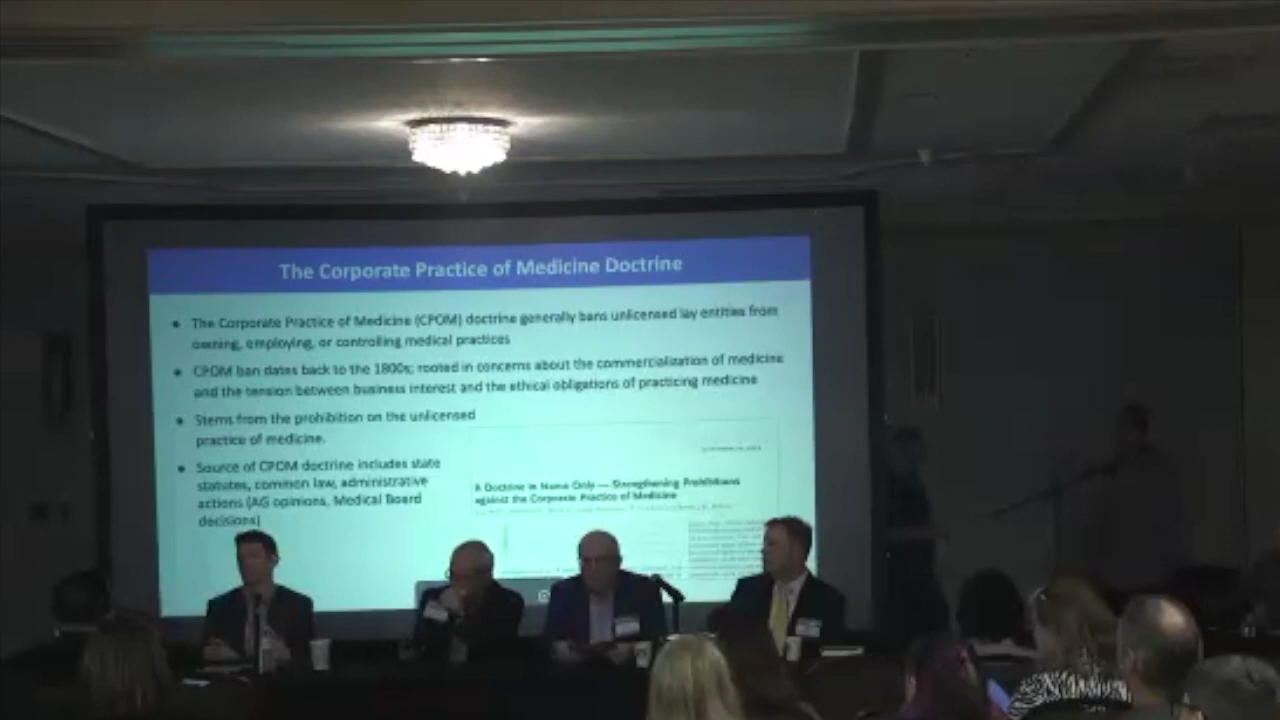 The Corporate Practice of Medicine Doctrine
The Corporate Practice of Medicine (CPOM) doctrine generally bans unlicensed lay entities from
owning, employing, or controlling medical practices
CPOM ban dates back to the 1800s; rooted in concerns about the commercialization of medicine
and the tension between business interest and the ethical obligations of practicing medicine
Stems from the prohibition on the unlicensed
practice of medicine.
Source of CPOM doctrine includes state
statutes, common law, administrative
actions (AG opinions, Medical Board
decisions)
A Doctrine in Name Only — Strengthening Prohibitions
against the Corporate Practice of Medicine